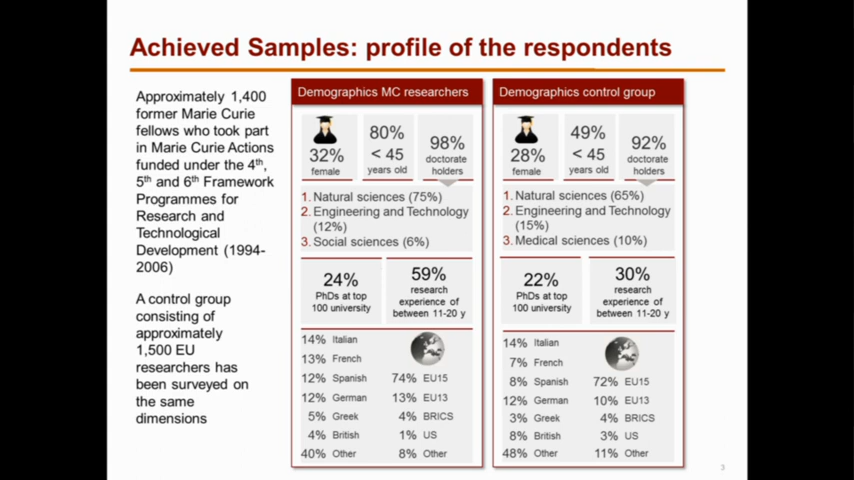 Achieved Samples: profile of the respondents
Approximately 1,400
former Marie Curie
fellows who took part
in Marie Curie Actions
funded under the 4th,
5th and 6th Framework
Programmes for
Research and
Technological
Development (1994-
2006)
A control group
consisting of
approximately
1,500 EU
researchers has
been surveyed on
the same
dimensions
Demographics MC researchers
32%
female
80%
< 45
years old
98%
doctorate
holders
1. Natural sciences (75%)
2. Engineering and Technology
(12%)
3. Social sciences (6%)
24%
PhDs at top
100 university
59%
research
experience of
between 11-20 y
14% Italian
13% French
12% Spanish
12% German
5% Greek
4% British
40% Other
74% EU15
13% EU13
4% BRICS
1% US
8% Other
Demographics control group
28%
female
49%
< 45
years old
92%
doctorate
holders
1. Natural sciences (65%)
2. Engineering and Technology
(15%)
3. Medical sciences (10%)
22%
PhDs at top
100 university
30%
research
experience of
between 11-20 y
14% Italian
7% French
8% Spanish
12% German
3% Greek
8% British
48% Other
72% EU15
10% EU13
4% BRICS
3% US
11% Other
3